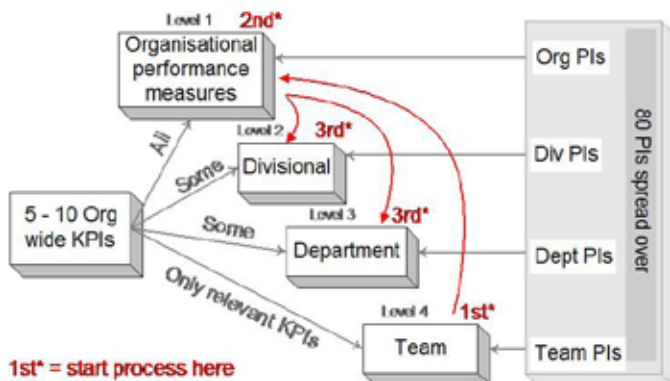 Level 1
2nd*
Organisational
performance
measures
Org PIs
All
Level 2
3rd*
Divisional
Div PIs
Some
5 - 10 Org
wide KPIs
Some
Level 3
3rd*
Department
Dept PIs
Only relevant KPIs
Level 4
1st*
Team
Team PIs
80 PIs spread over
1st* = start process here